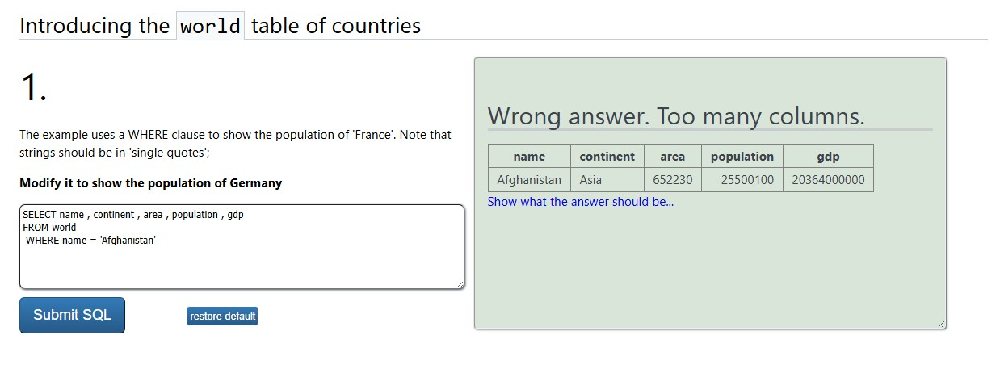 Introducing the world table of countries
1.
The example uses a WHERE clause to show the population of 'France'. Note that
strings should be in 'single quotes';
Modify it to show the population of Germany
SELECT name , continent , area , population , gdp
FROM world
WHERE name = 'Afghanistan'
Submit SQL
restore default
Wrong answer. Too many columns.
name continent area population gdp
Afghanistan Asia 652230 25500100 20364000000
Show what the answer should be...